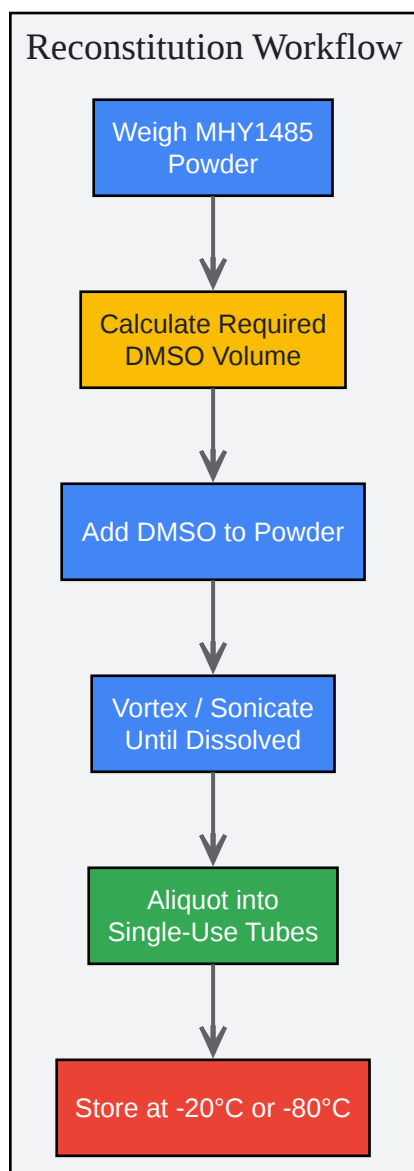 Reconstitution Workflow
Weigh MHY1485
Powder
Calculate Required
DMSO Volume
Add DMSO to Powder
Vortex / Sonicate
Until Dissolved
Aliquot into
Single-Use Tubes
Store at -20°C or -80°C